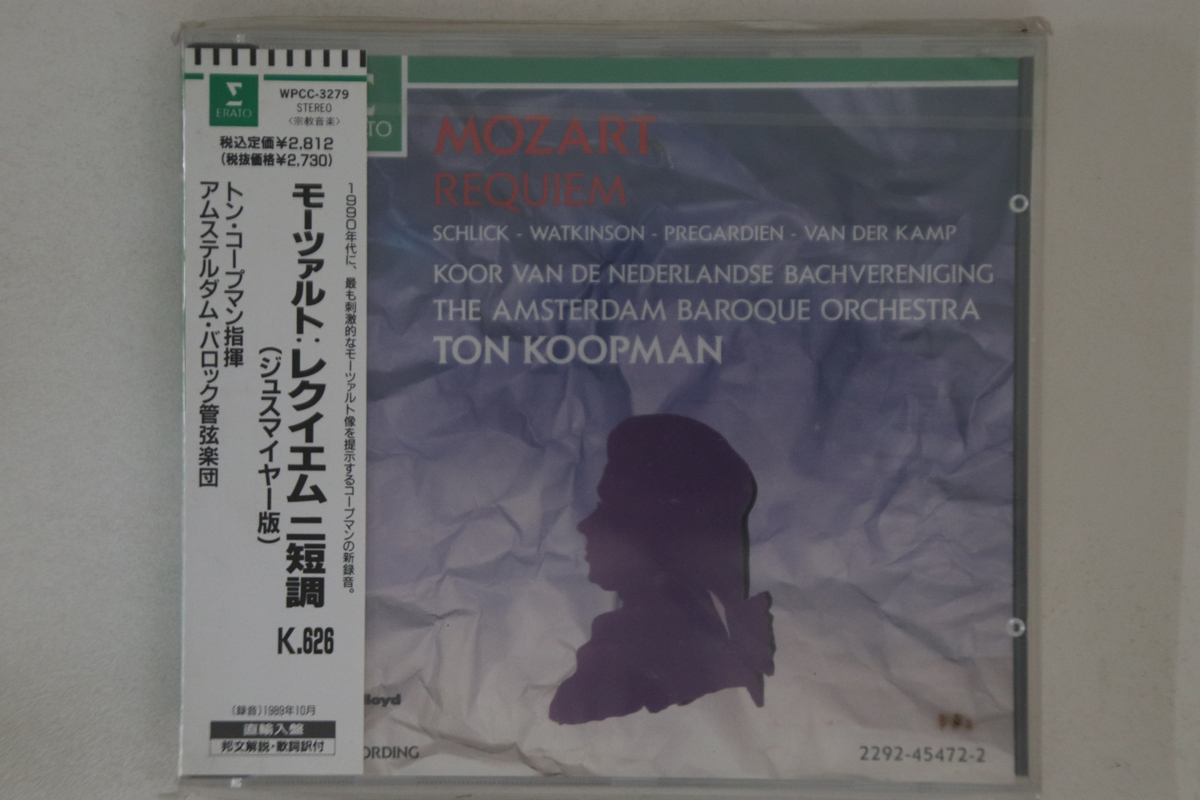 ERATO
WPCC-3279
STEREO
〈宗教音楽〉
税込定価¥2,812
(税抜価格¥2,730)
1990年代に、最も刺激的なモーツァルト像を提示するコープマンの新録音。
モーツァルト:レクイエム ニ短調
(ジュスマイヤー版)
K.626
トン・コープマン指揮
アムステルダム・バロック管弦楽団
(録音)1989年10月
直輸入盤
邦文解説・歌詞訳付
TO
MOZART
REQUIEM
SCHLICK - WATKINSON - PREGARDIEN - VAN DER KAMP
KOOR VAN DE NEDERLANDSE BACHVERENIGING
THE AMSTERDAM BAROQUE ORCHESTRA
TON KOOPMAN
lloyd
ORDING
2292-45472-2